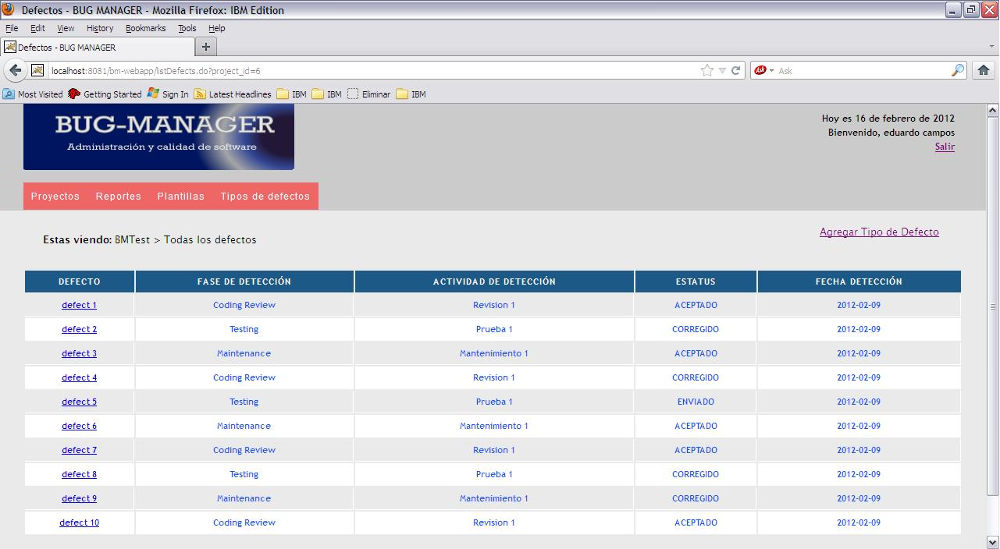 Defectos - BUG MANAGER - Mozilla Firefox: IBM Edition
File Edit View History Bookmarks Tools Help
Defectos - BUG MANAGER
localhost:8081/bm-webapp/listDefects.do?project_id=6 Ask Ask
Most Visited Getting Started Sign In Latest Headlines IBM IBM Eliminar IBM
BUG-MANAGER
Administración y calidad de software
Hoy es 16 de febrero de 2012
Bienvenido, eduardo campos
Salir
Proyectos Reportes Plantillas Tipos de defectos
Estas viendo: BMTest > Todas los defectos
Agregar Tipo de Defecto
DEFECTO FASE DE DETECCIÓN ACTIVIDAD DE DETECCIÓN ESTATUS FECHA DETECCIÓN
defect 1 Coding Review Revision 1 ACEPTADO 2012-02-09
defect 2 Testing Prueba 1 CORREGIDO 2012-02-09
defect 3 Maintenance Mantenimiento 1 ACEPTADO 2012-02-09
defect 4 Coding Review Revision 1 CORREGIDO 2012-02-09
defect 5 Testing Prueba 1 ENVIADO 2012-02-09
defect 6 Maintenance Mantenimiento 1 ACEPTADO 2012-02-09
defect 7 Coding Review Revision 1 ACEPTADO 2012-02-09
defect 8 Testing Prueba 1 CORREGIDO 2012-02-09
defect 9 Maintenance Mantenimiento 1 CORREGIDO 2012-02-09
defect 10 Coding Review Revision 1 ACEPTADO 2012-02-09